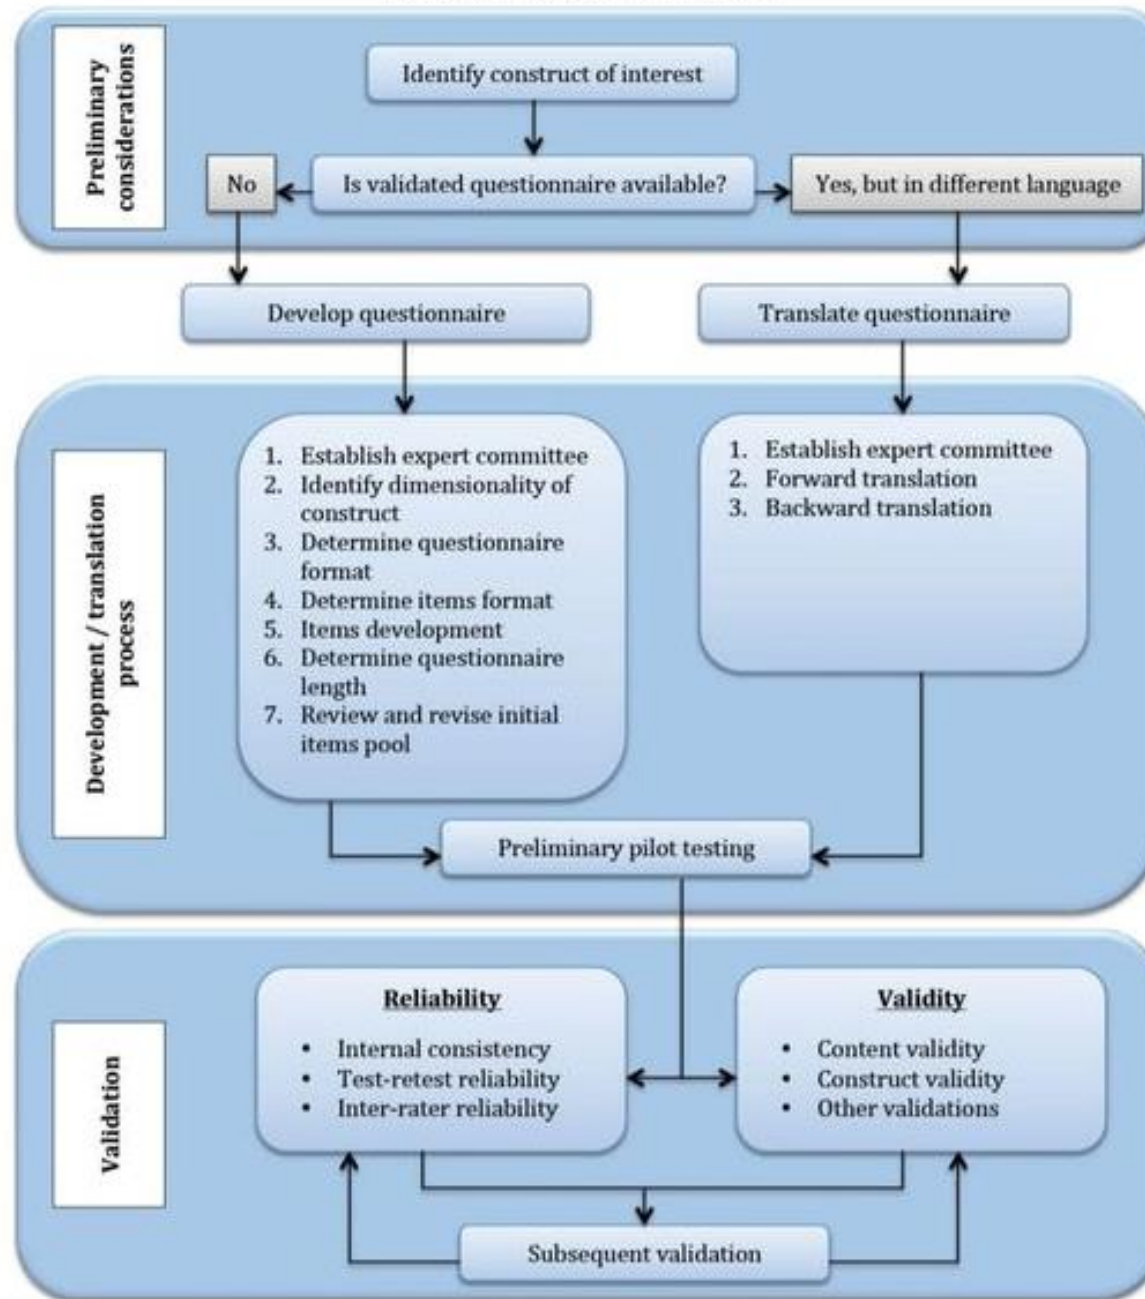 Preliminary
considerations
Identify construct of interest
No
Is validated questionnaire available?
Yes, but in different language
Develop questionnaire
Translate questionnaire
Development / translation
process
1. Establish expert committee
2. Identify dimensionality of
construct
3. Determine questionnaire
format
4. Determine items format
5. Items development
6. Determine questionnaire
length
7. Review and revise initial
items pool
1. Establish expert committee
2. Forward translation
3. Backward translation
Preliminary pilot testing
Validation
Reliability
• Internal consistency
• Test-retest reliability
• Inter-rater reliability
Validity
• Content validity
• Construct validity
• Other validations
Subsequent validation